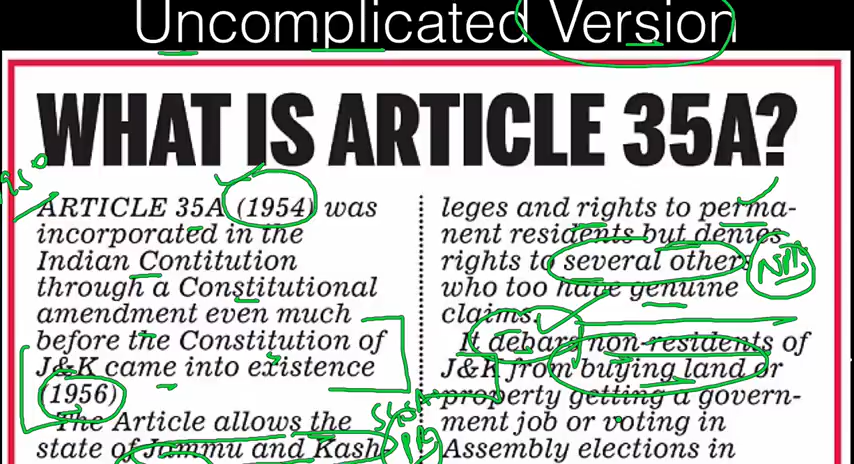 Uncomplicated Version
WHAT IS ARTICLE 35A?
1950
ARTICLE 35A (1954) was
incorporated in the
Indian Contitution
through a Constitutional
amendment even much
before the Constitution of
J&K came into existence
(1956)
The Article allows the
state of Jammu and Kash-
leges and rights to perma-
nent residents but denies
rights to several others
who too have genuine
claims.
It debars non-residents of
J&K from buying land or
property getting a govern-
ment job or voting in
Assembly elections in
NPR
PR